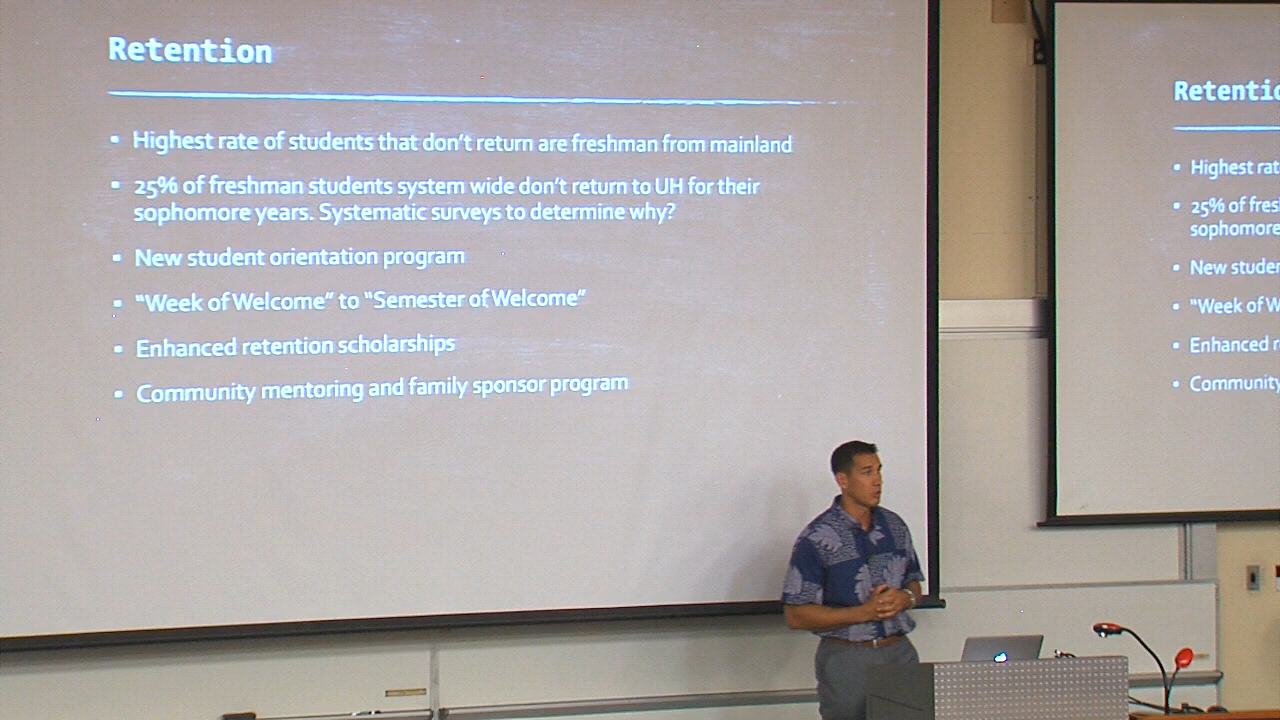 Retention
▪ Highest rate of students that don't return are freshman from mainland
▪ 25% of freshman students system wide don't return to UH for their
sophomore years. Systematic surveys to determine why?
▪ New student orientation program
▪ “Week of Welcome” to “Semester of Welcome”
▪ Enhanced retention scholarships
▪ Community mentoring and family sponsor program
Retentio
▪ Highest rat
▪ 25% of fres
sophomore
▪ New studen
▪ “Week of W
▪ Enhanced r
▪ Community